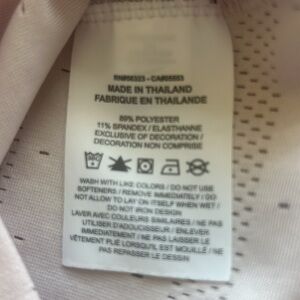 RN#56323 - CA#05553
MADE IN THAILAND
FABRIQUE EN THAILANDE
89% POLYESTER
11% SPANDEX / ELASTHANNE
EXCLUSIVE OF DECORATION /
DECORATION NON COMPRISE
WASH WITH LIKE COLORS / DO NOT USE
SOFTENERS / REMOVE IMMEDIATELY / DO
NOT ALLOW TO LAY ON ITSELF WHEN WET /
DO NOT IRON DESIGN
LAVER AVEC COULEURS SIMILAIRES / NE PAS
UTILISER D'ADOUCISSEUR / ENLEVER
IMMEDIATEMENT / NE PAS LAISSER LE
VÊTEMENT PLIÉ LORSQU'IL EST MOUILLÉ / NE
PAS REPASSER LE DESSIN